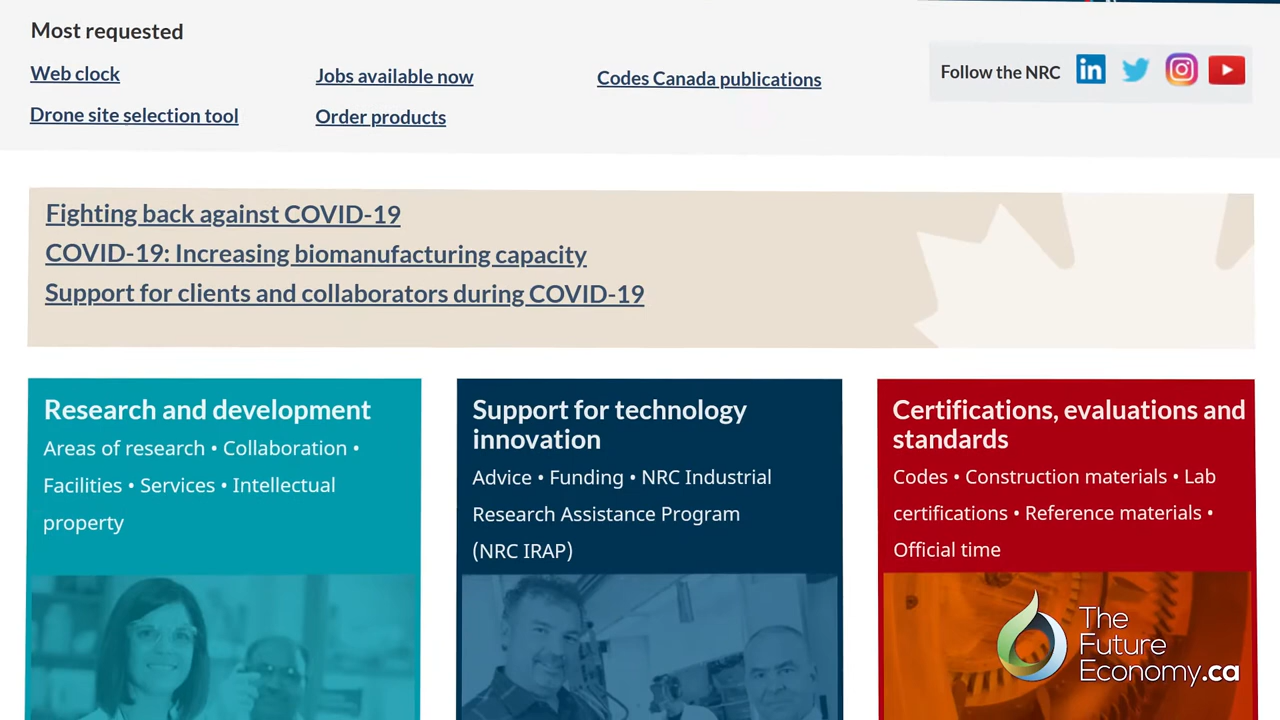 Most requested
Web clock
Jobs available now
Codes Canada publications
Drone site selection tool
Order products
Follow the NRC
in
Fighting back against COVID-19
COVID-19: Increasing biomanufacturing capacity
Support for clients and collaborators during COVID-19
Research and development
Areas of research • Collaboration •
Facilities • Services • Intellectual
property
Support for technology
innovation
Advice • Funding • NRC Industrial
Research Assistance Program
(NRC IRAP)
Certifications, evaluations and
standards
Codes • Construction materials • Lab
certifications • Reference materials •
Official time
The
Future
Economy.ca